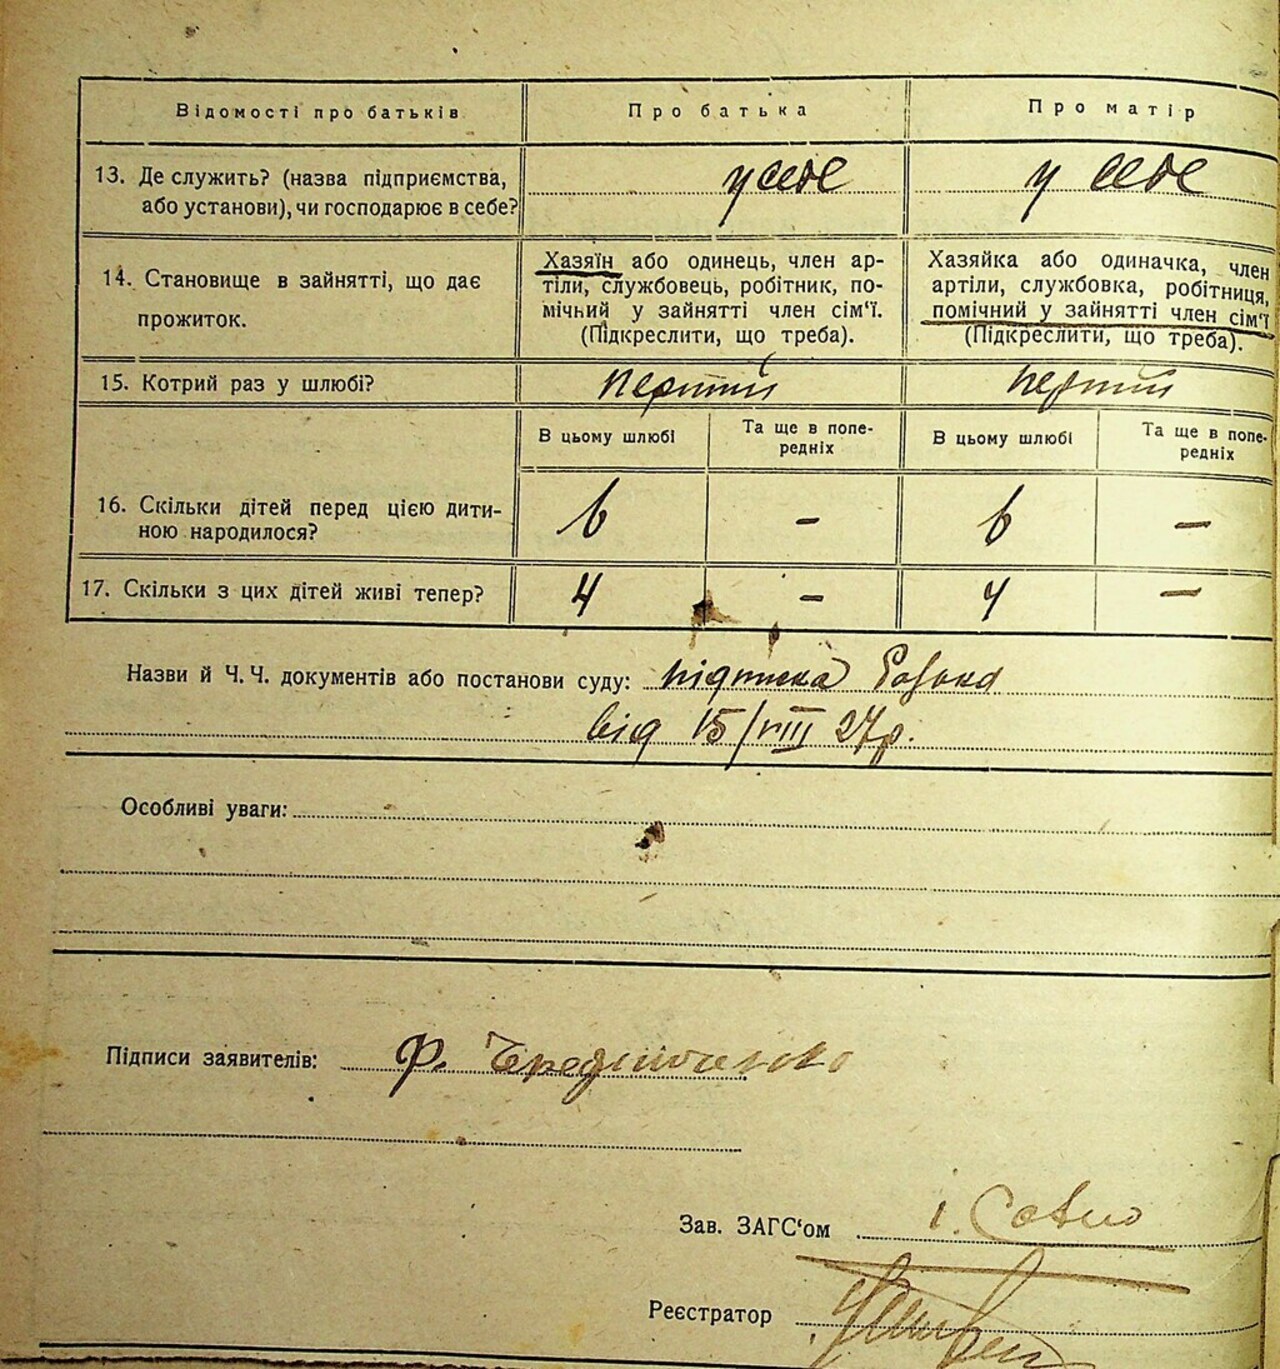 Відомості про батьків Про батька Про матір
13. Де служить? (назва підприємства, у себе у себе
або установи), чи господарює в себе?
14. Становище в зайнятті, що дає
прожиток.
Хазяїн або одинець, член ар-
тіли, службовець, робітник, по-
мічний у зайнятті член сім'ї.
(Підкреслити, що треба).
Хазяйка або одиначка, член
артіли, службовка, робітниця,
помічний у зайнятті член сім'ї
(Підкреслити, що треба).
15. Котрий раз у шлюбі? перший перший
В цьому шлюбі Та ще в попе-
редніх
В цьому шлюбі Та ще в попе-
редніх
16. Скільки дітей перед цією дити- 6 – 6 –
ною народилося?
17. Скільки з цих дітей живі тепер? 4 – 4 –
Назви й Ч. Ч. документів або постанови суду: підписка
від 15/VIII 27р.
Особливі уваги:
Підписи заявителів: Ф.
Зав. ЗАГС'ом і.
Реєстратор